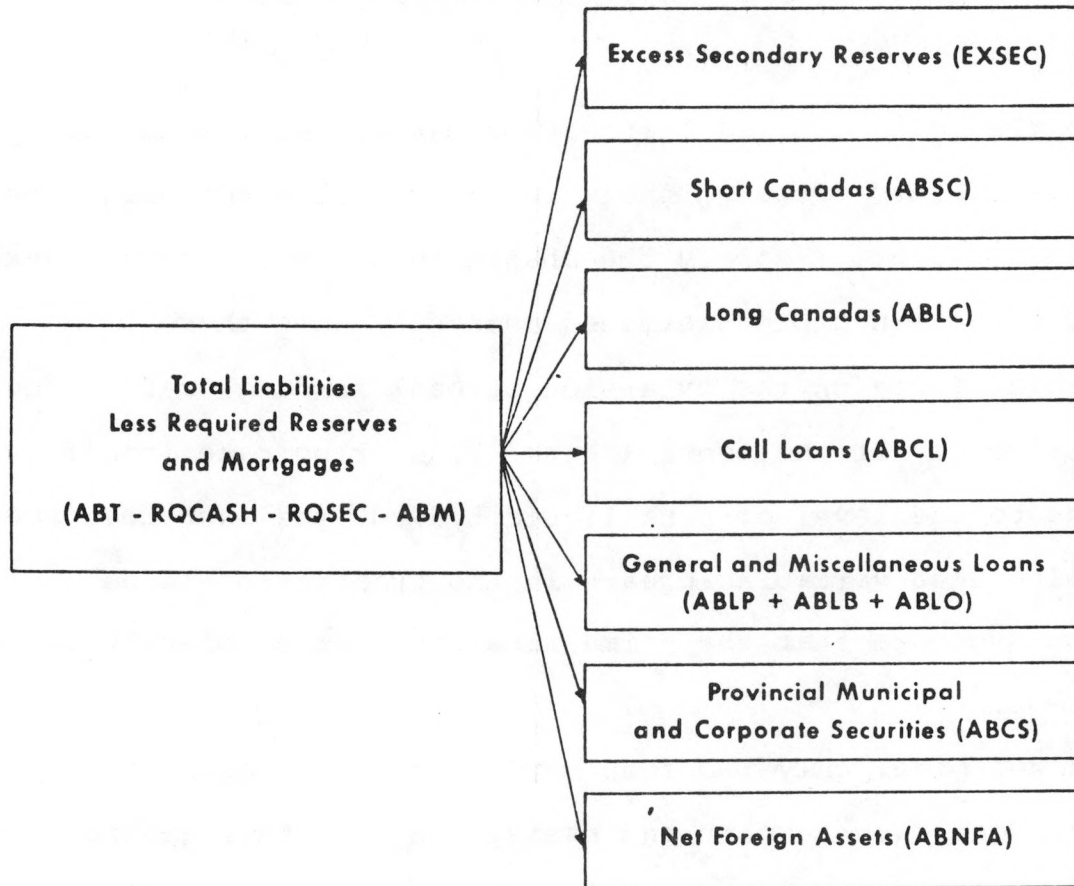 Excess Secondary Reserves (EXSEC)
Short Canadas (ABSC)
Long Canadas (ABLC)
Total Liabilities
Less Required Reserves
and Mortgages
(ABT - RQCASH - RQSEC - ABM)
Call Loans (ABCL)
General and Miscellaneous Loans
(ABLP + ABLB + ABLO)
Provincial Municipal
and Corporate Securities (ABCS)
Net Foreign Assets (ABNFA)